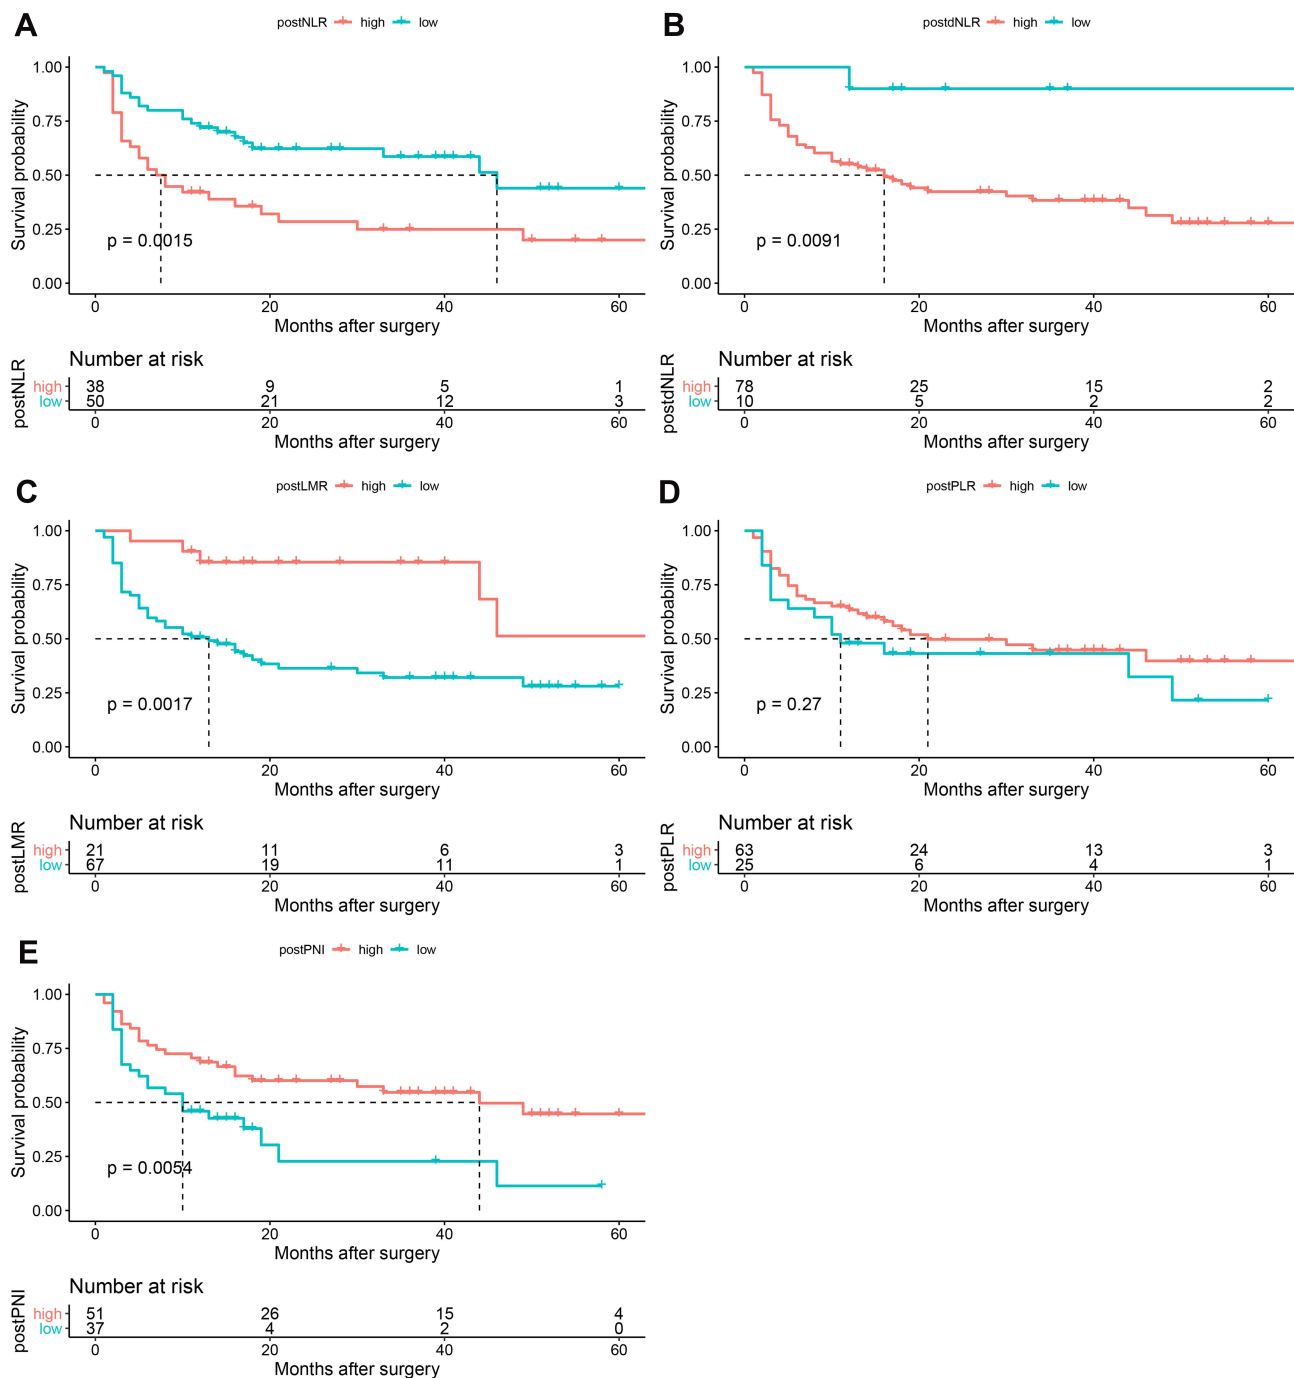 A
postNLR high low
Survival probability
1.00
0.75
0.50
0.25
0.00
p = 0.0015
0 20 40 60
Months after surgery
Number at risk
postNLR
high 38 9 5 1
low 50 21 12 3
0 20 40 60
Months after surgery
B
postdNLR high low
Survival probability
1.00
0.75
0.50
0.25
0.00
p = 0.0091
0 20 40 60
Months after surgery
Number at risk
postdNLR
high 78 25 15 2
low 10 5 2 2
0 20 40 60
Months after surgery
C
postLMR high low
Survival probability
1.00
0.75
0.50
0.25
0.00
p = 0.0017
0 20 40 60
Months after surgery
Number at risk
postLMR
high 21 11 6 3
low 67 19 11 1
0 20 40 60
Months after surgery
D
postPLR high low
Survival probability
1.00
0.75
0.50
0.25
0.00
p = 0.27
0 20 40 60
Months after surgery
Number at risk
postPLR
high 63 24 13 3
low 25 6 4 1
0 20 40 60
Months after surgery
E
postPNI high low
Survival probability
1.00
0.75
0.50
0.25
0.00
p = 0.0054
0 20 40 60
Months after surgery
Number at risk
postPNI
high 51 26 15 4
low 37 4 2 0
0 20 40 60
Months after surgery